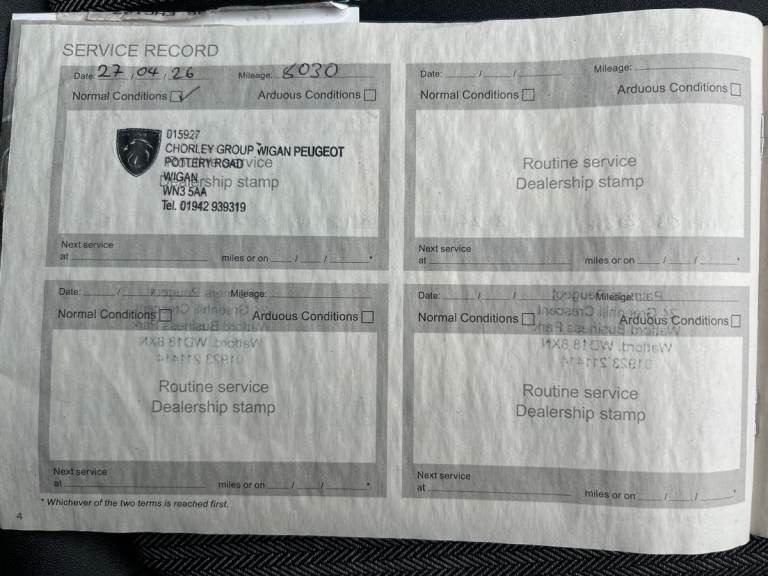 SERVICE RECORD
Date: 27 / 04 / 26 Mileage: 8030
Normal Conditions Arduous Conditions
015927
CHORLEY GROUP WIGAN PEUGEOT
POTTERY ROAD
WIGAN
WN3 5AA
Tel. 01942 939319
Routine service
Dealership stamp
Next service
at miles or on / / *
Date: / / Mileage:
Normal Conditions Arduous Conditions
Routine service
Dealership stamp
Next service
at miles or on / / *
Date: / / Mileage:
Normal Conditions Arduous Conditions
Routine service
Dealership stamp
Next service
at miles or on / / *
Date: / / Mileage:
Normal Conditions Arduous Conditions
Routine service
Dealership stamp
Next service
at miles or on / / *
* Whichever of the two terms is reached first.
4